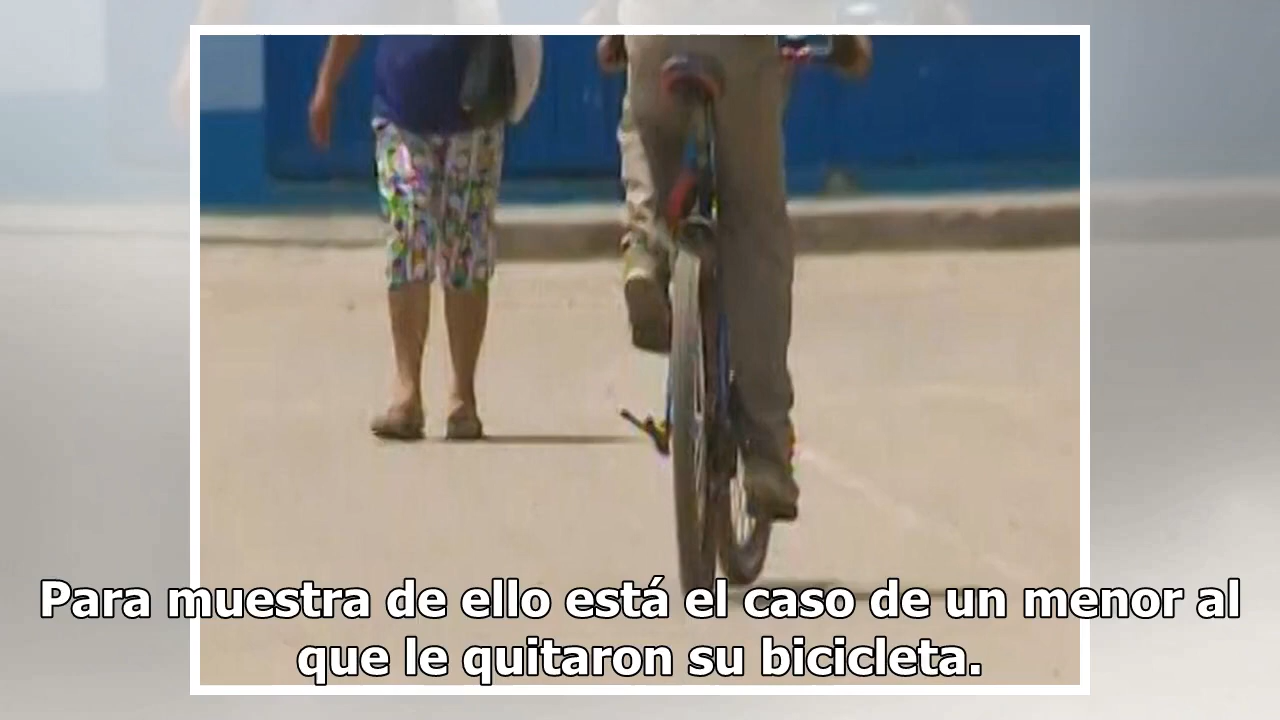 Para muestra de ello está el caso de un menor al
que le quitaron su bicicleta.